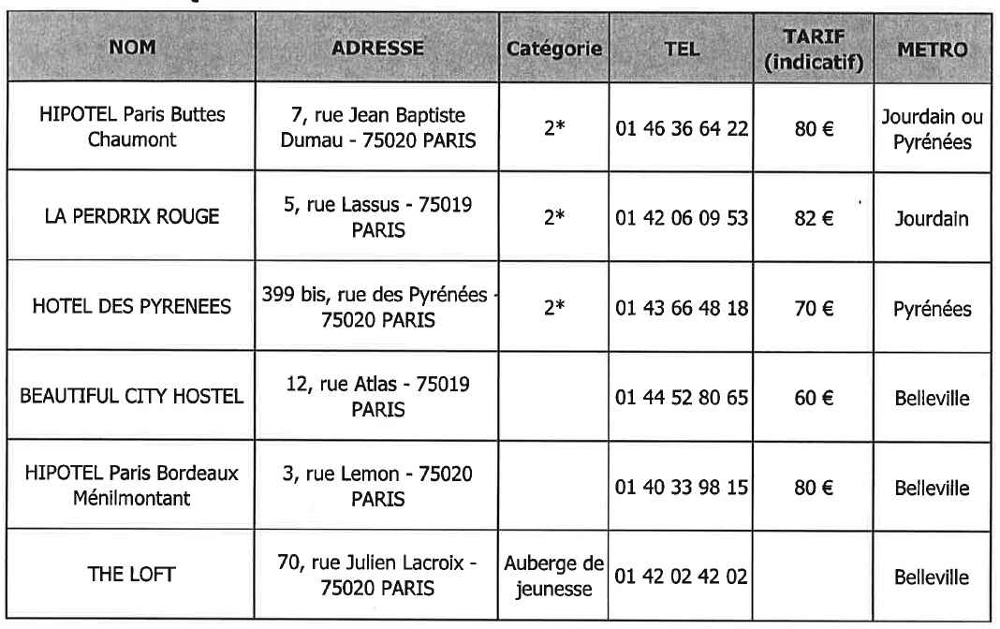 NOM ADRESSE Catégorie TEL TARIF (indicatif) METRO
HIPOTEL Paris Buttes Chaumont 7, rue Jean Baptiste Dumau - 75020 PARIS 2* 01 46 36 64 22 80 € Jourdain ou Pyrénées
LA PERDRIX ROUGE 5, rue Lassus - 75019 PARIS 2* 01 42 06 09 53 82 € Jourdain
HOTEL DES PYRENEES 399 bis, rue des Pyrénées - 75020 PARIS 2* 01 43 66 48 18 70 € Pyrénées
BEAUTIFUL CITY HOSTEL 12, rue Atlas - 75019 PARIS 01 44 52 80 65 60 € Belleville
HIPOTEL Paris Bordeaux Ménilmontant 3, rue Lemon - 75020 PARIS 01 40 33 98 15 80 € Belleville
THE LOFT 70, rue Julien Lacroix - 75020 PARIS Auberge de jeunesse 01 42 02 42 02 Belleville